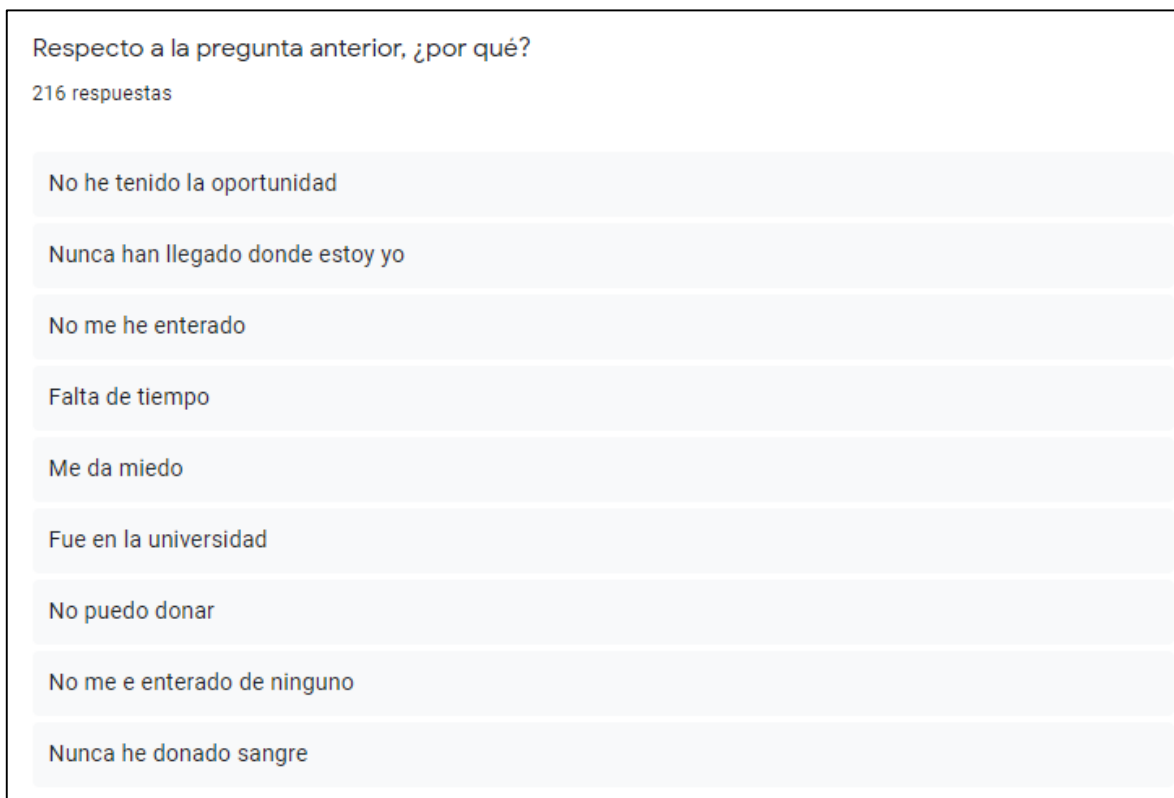 Respecto a la pregunta anterior, ¿por qué?
216 respuestas
No he tenido la oportunidad
Nunca han llegado donde estoy yo
No me he enterado
Falta de tiempo
Me da miedo
Fue en la universidad
No puedo donar
No me e enterado de ninguno
Nunca he donado sangre